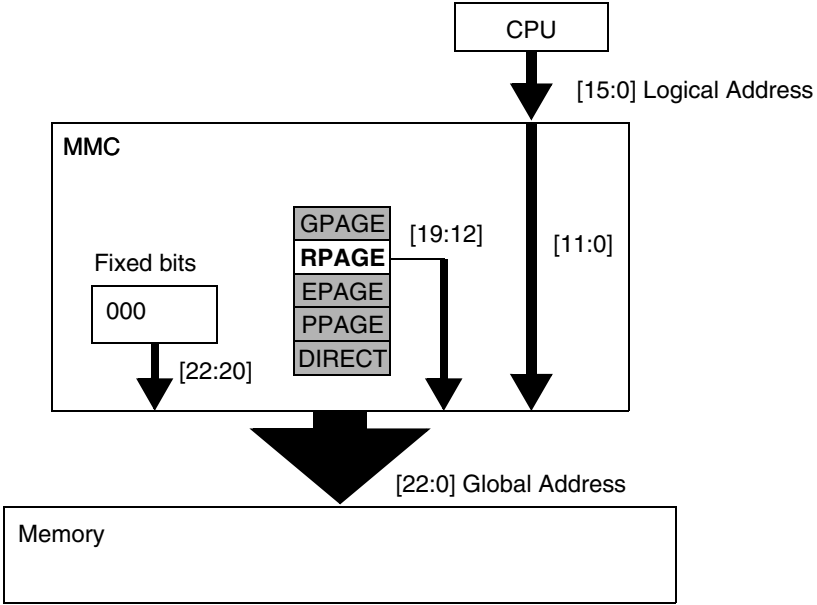 CPU
[15:0] Logical Address
MMC
GPAGE
[19:12]
RPAGE
[11:0]
Fixed bits
EPAGE
000
PPAGE
DIRECT
[22:20]
[22:0] Global Address
Memory